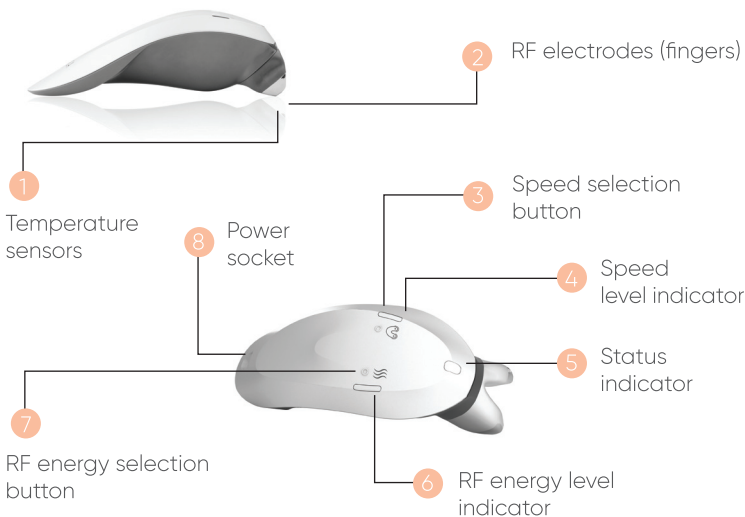 2 RF electrodes (fingers)
1
Temperature
sensors
3 Speed selection
button
8 Power
socket
4 Speed
level indicator
5 Status
indicator
7
RF energy selection
button
6 RF energy level
indicator